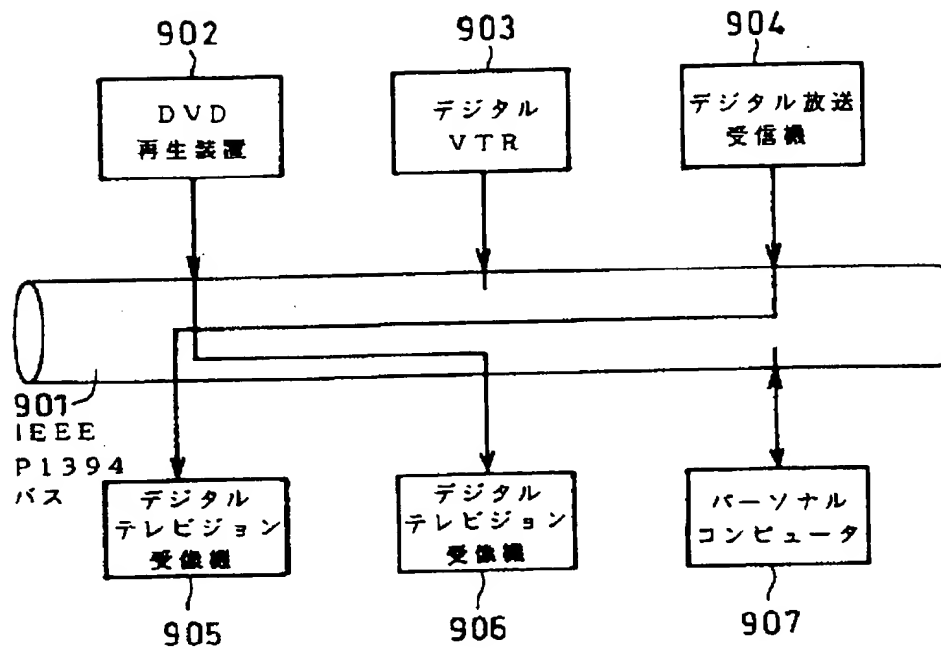 902
903
904
DVD
再生装置
デジタル
VTR
デジタル放送
受信機
901
IEEE
P1394
バス
デジタル
テレビジョン
受像機
デジタル
テレビジョン
受像機
パーソナル
コンピュータ
905
906
907